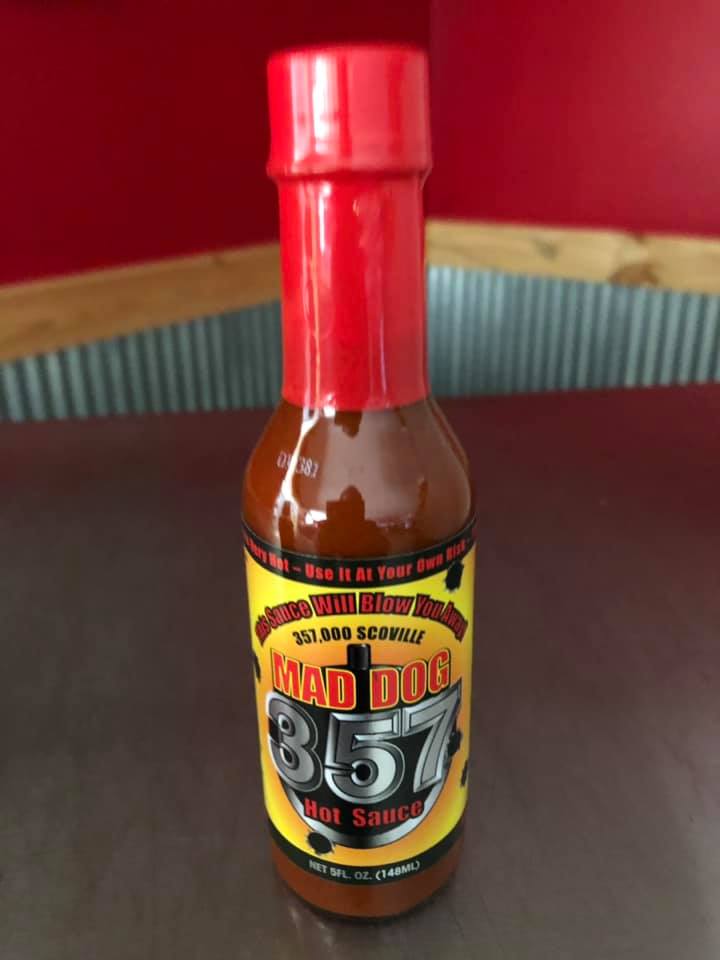 Very Hot - Use It At Your Own Risk
This Sauce Will Blow You Away!
357,000 SCOVILLE
MAD DOG
357
Hot Sauce
NET 5FL. OZ. (148ML)